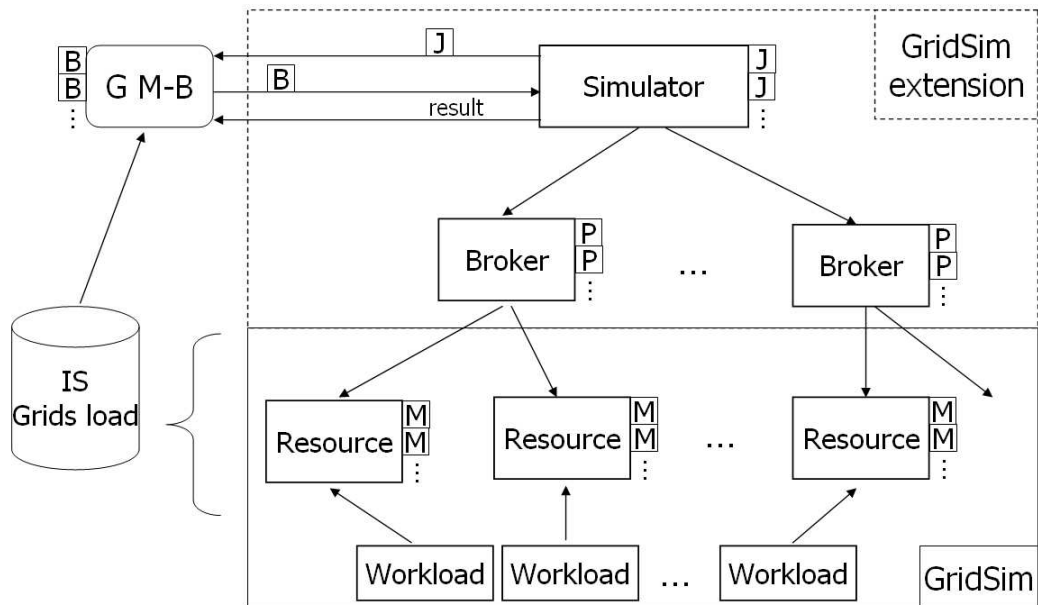 J
GridSim
extension
B
B
⋮
G M-B
B
result
Simulator
J
J
⋮
Broker
P
P
⋮
...
Broker
P
P
⋮
IS
Grids load
Resource
M
M
⋮
Resource
M
M
⋮
...
Resource
M
M
⋮
Workload
Workload
...
Workload
GridSim